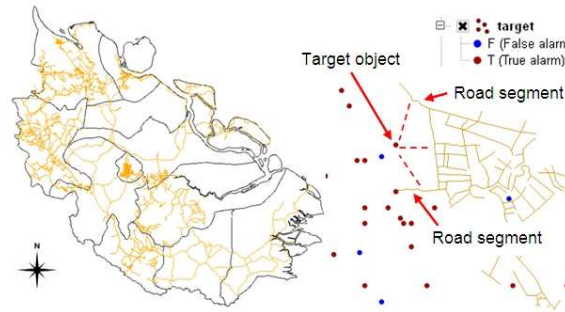 target
F (False alarm)
T (True alarm)
Target object
Road segment
Road segment
N